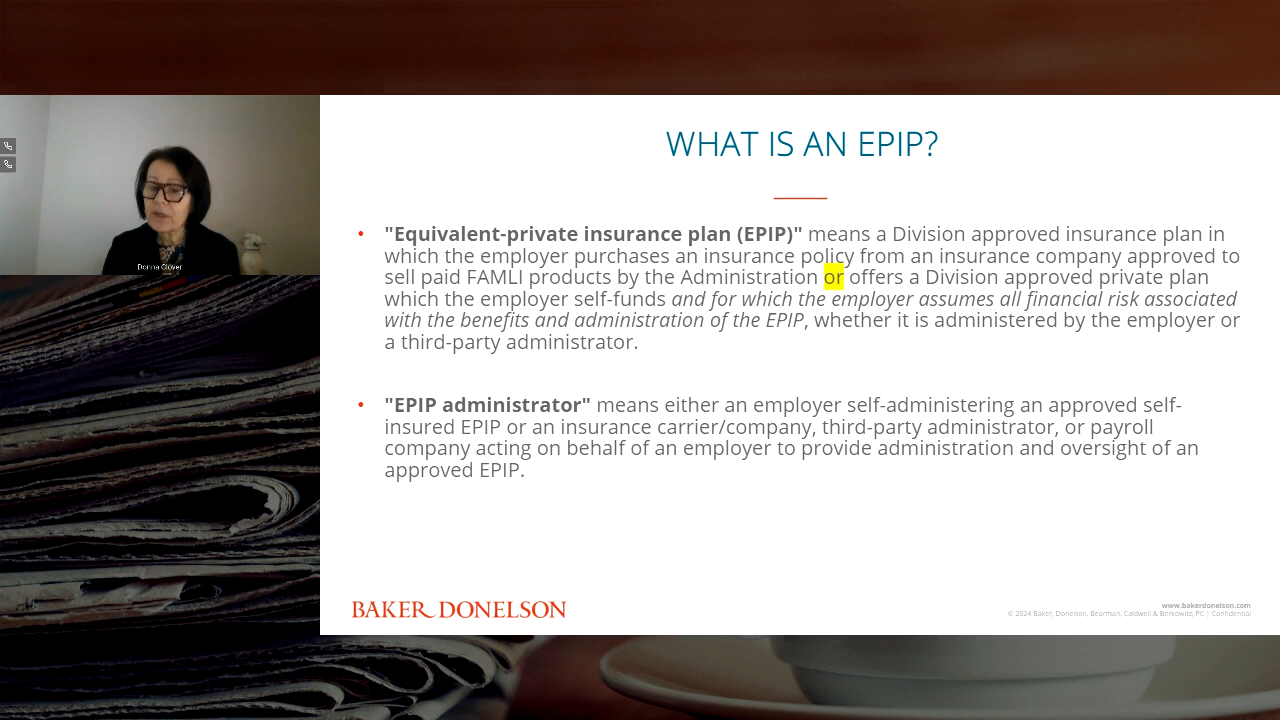 WHAT IS AN EPIP?
• "Equivalent-private insurance plan (EPIP)" means a Division approved insurance plan in
which the employer purchases an insurance policy from an insurance company approved to
sell paid FAMLI products by the Administration or offers a Division approved private plan
which the employer self-funds and for which the employer assumes all financial risk associated
with the benefits and administration of the EPIP, whether it is administered by the employer or
a third-party administrator.
• "EPIP administrator" means either an employer self-administering an approved self-
insured EPIP or an insurance carrier/company, third-party administrator, or payroll
company acting on behalf of an employer to provide administration and oversight of an
approved EPIP.
Donna Glover
BAKER DONELSON
www.bakerdonelson.com
© 2024 Baker, Donelson, Bearman, Caldwell & Berkowitz, PC | Confidential